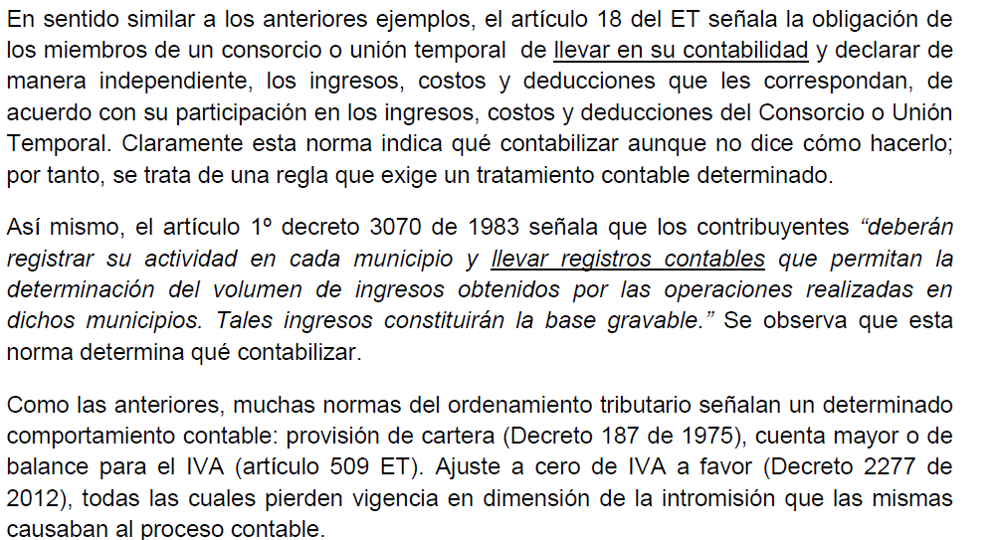 En sentido similar a los anteriores ejemplos, el artículo 18 del ET señala la obligación de
los miembros de un consorcio o unión temporal de llevar en su contabilidad y declarar de
manera independiente, los ingresos, costos y deducciones que les correspondan, de
acuerdo con su participación en los ingresos, costos y deducciones del Consorcio o Unión
Temporal. Claramente esta norma indica qué contabilizar aunque no dice cómo hacerlo;
por tanto, se trata de una regla que exige un tratamiento contable determinado.
Así mismo, el artículo 1º decreto 3070 de 1983 señala que los contribuyentes “deberán
registrar su actividad en cada municipio y llevar registros contables que permitan la
determinación del volumen de ingresos obtenidos por las operaciones realizadas en
dichos municipios. Tales ingresos constituirán la base gravable.” Se observa que esta
norma determina qué contabilizar.
Como las anteriores, muchas normas del ordenamiento tributario señalan un determinado
comportamiento contable: provisión de cartera (Decreto 187 de 1975), cuenta mayor o de
balance para el IVA (artículo 509 ET). Ajuste a cero de IVA a favor (Decreto 2277 de
2012), todas las cuales pierden vigencia en dimensión de la intromisión que las mismas
causaban al proceso contable.